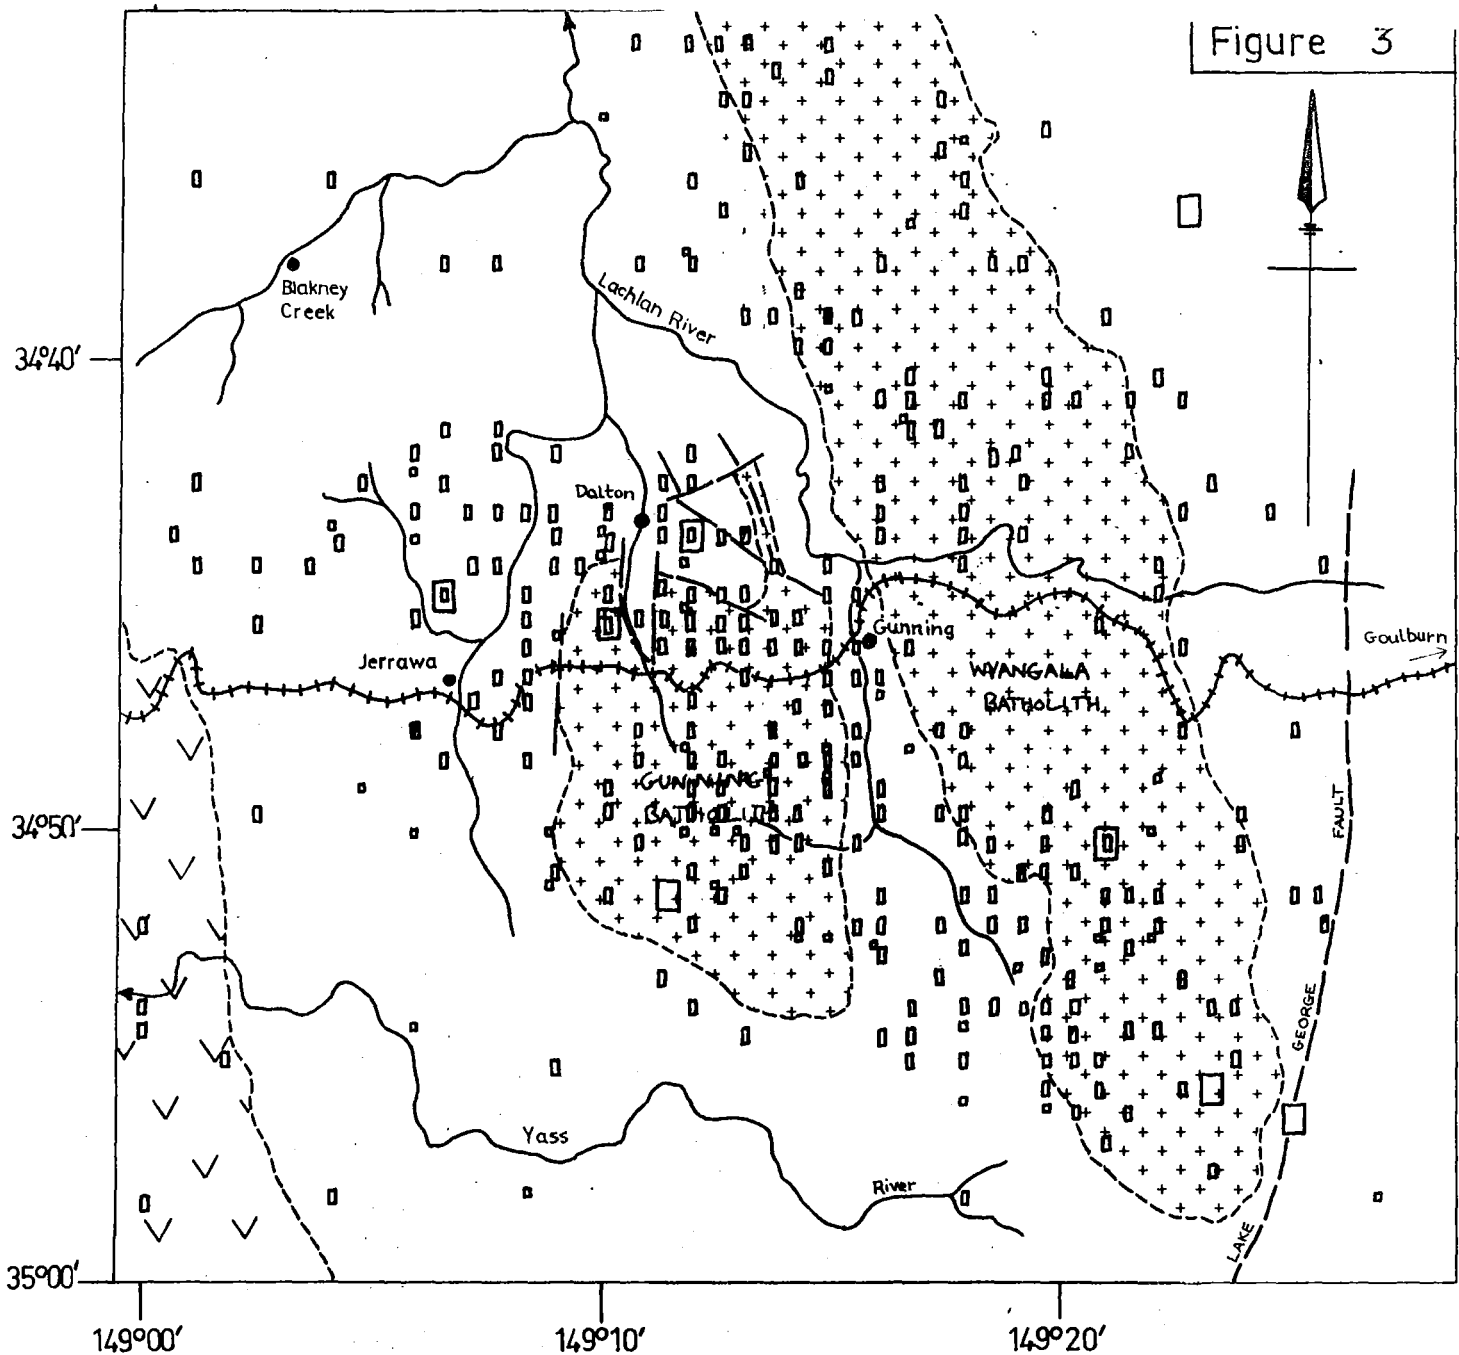 Figure 3
Lachlan River
Blakney
Creek
34°40'
Dalton
Gunning
Goulburn
Jerrawa
WYANGALA
BATHOLITH
GUNNING
BATHOLITH
34°50'
FAULT
GEORGE
LAKE
Yass
River
35°00'
149°00'
149°10'
149°20'